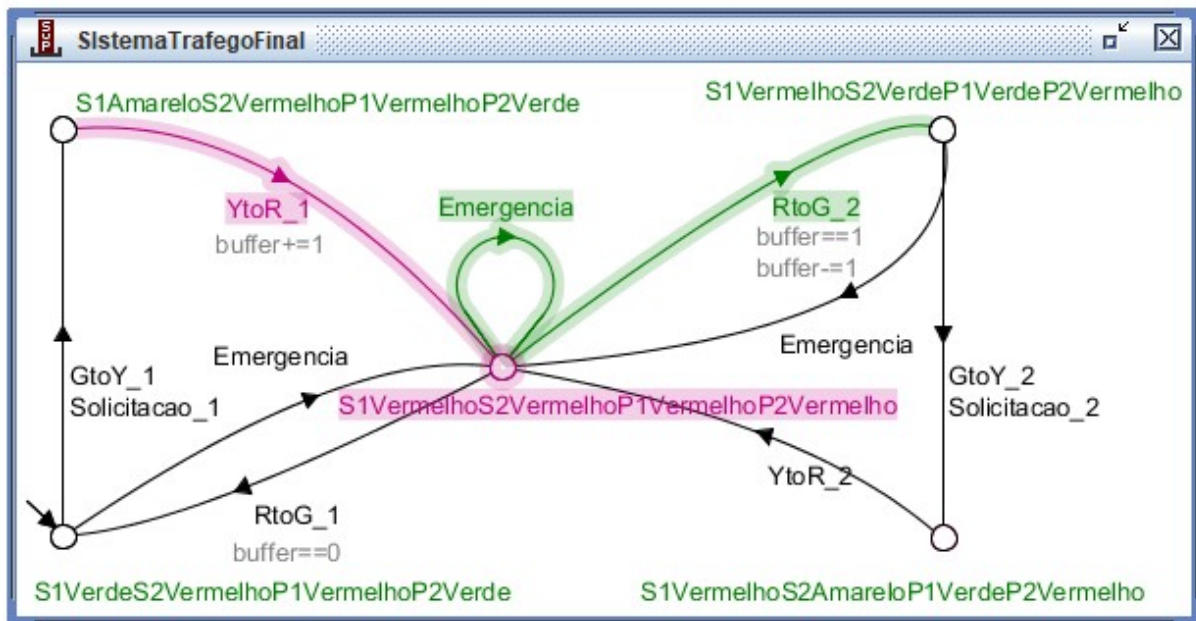 SUP
SIstemaTrafegoFinal
S1AmareloS2VermelhoP1VermelhoP2Verde
S1VermelhoS2VerdeP1VerdeP2Vermelho
YtoR_1
buffer+=1
Emergencia
RtoG_2
buffer==1
buffer-=1
Emergencia
Emergencia
GtoY_1
Solicitacao_1
GtoY_2
Solicitacao_2
S1VermelhoS2VermelhoP1VermelhoP2Vermelho
YtoR_2
RtoG_1
buffer==0
S1VerdeS2VermelhoP1VermelhoP2Verde
S1VermelhoS2AmareloP1VerdeP2Vermelho